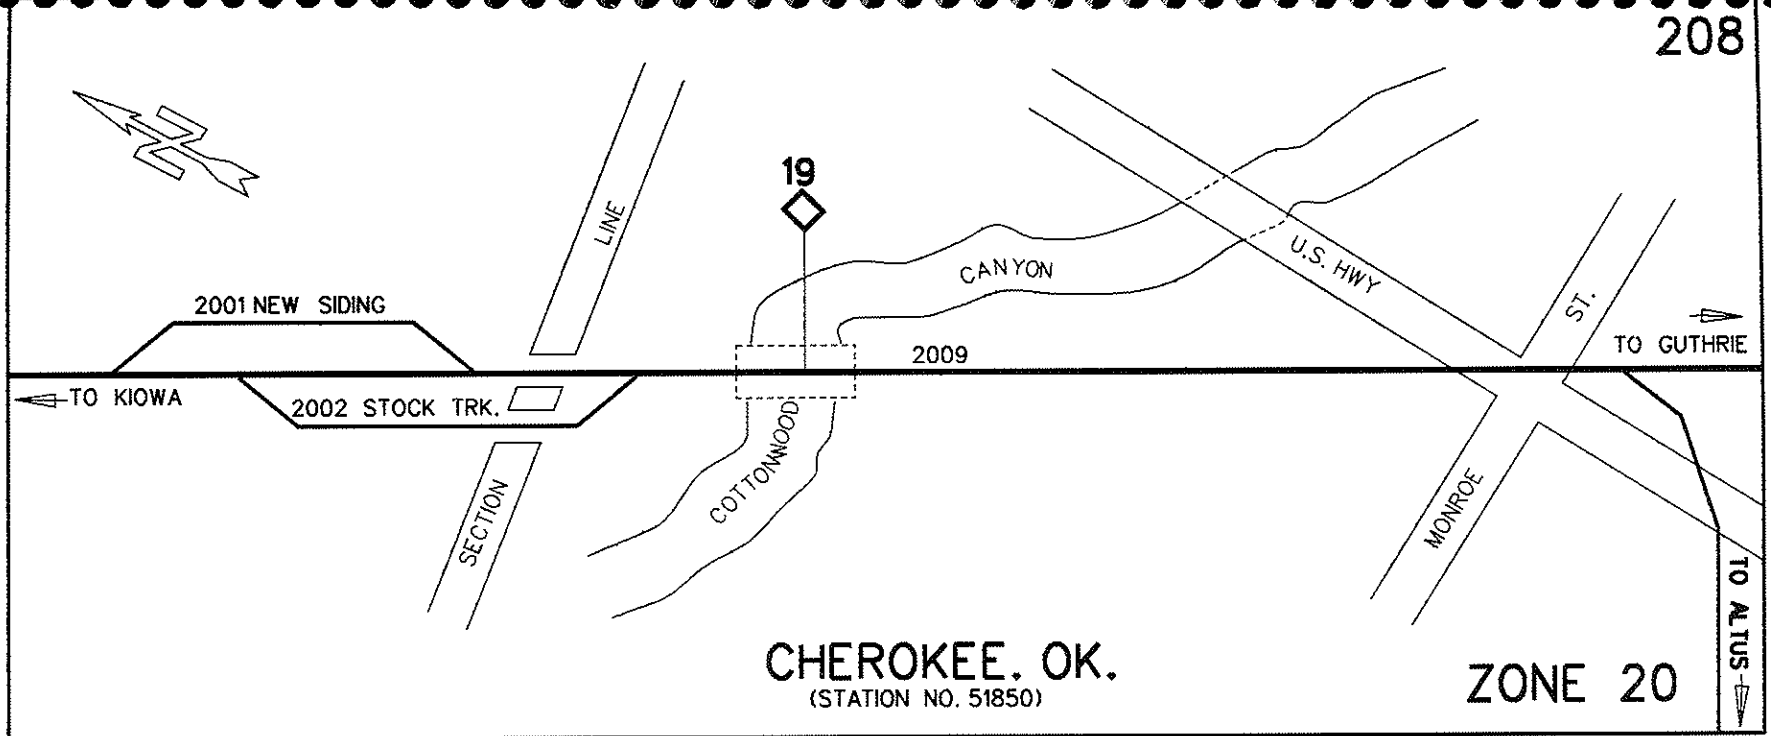 208
19
LINE
CANYON
U.S. HWY
ST.
2001 NEW SIDING
2009
TO GUTHRIE
TO KIOWA
2002 STOCK TRK.
COTTONWOOD
SECTION
MONROE
TO ALTUS
CHEROKEE, OK.
(STATION NO. 51850)
ZONE 20
N